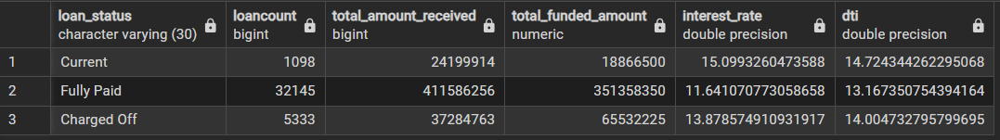 loan_status loancount total_amount_received total_funded_amount interest_rate dti
character varying (30) bigint bigint numeric double precision double precision
1 Current 1098 24199914 18866500 15.0993260473588 14.724344262295068
2 Fully Paid 32145 411586256 351358350 11.641070773058658 13.167350754394164
3 Charged Off 5333 37284763 65532225 13.878574910931917 14.004732795799695